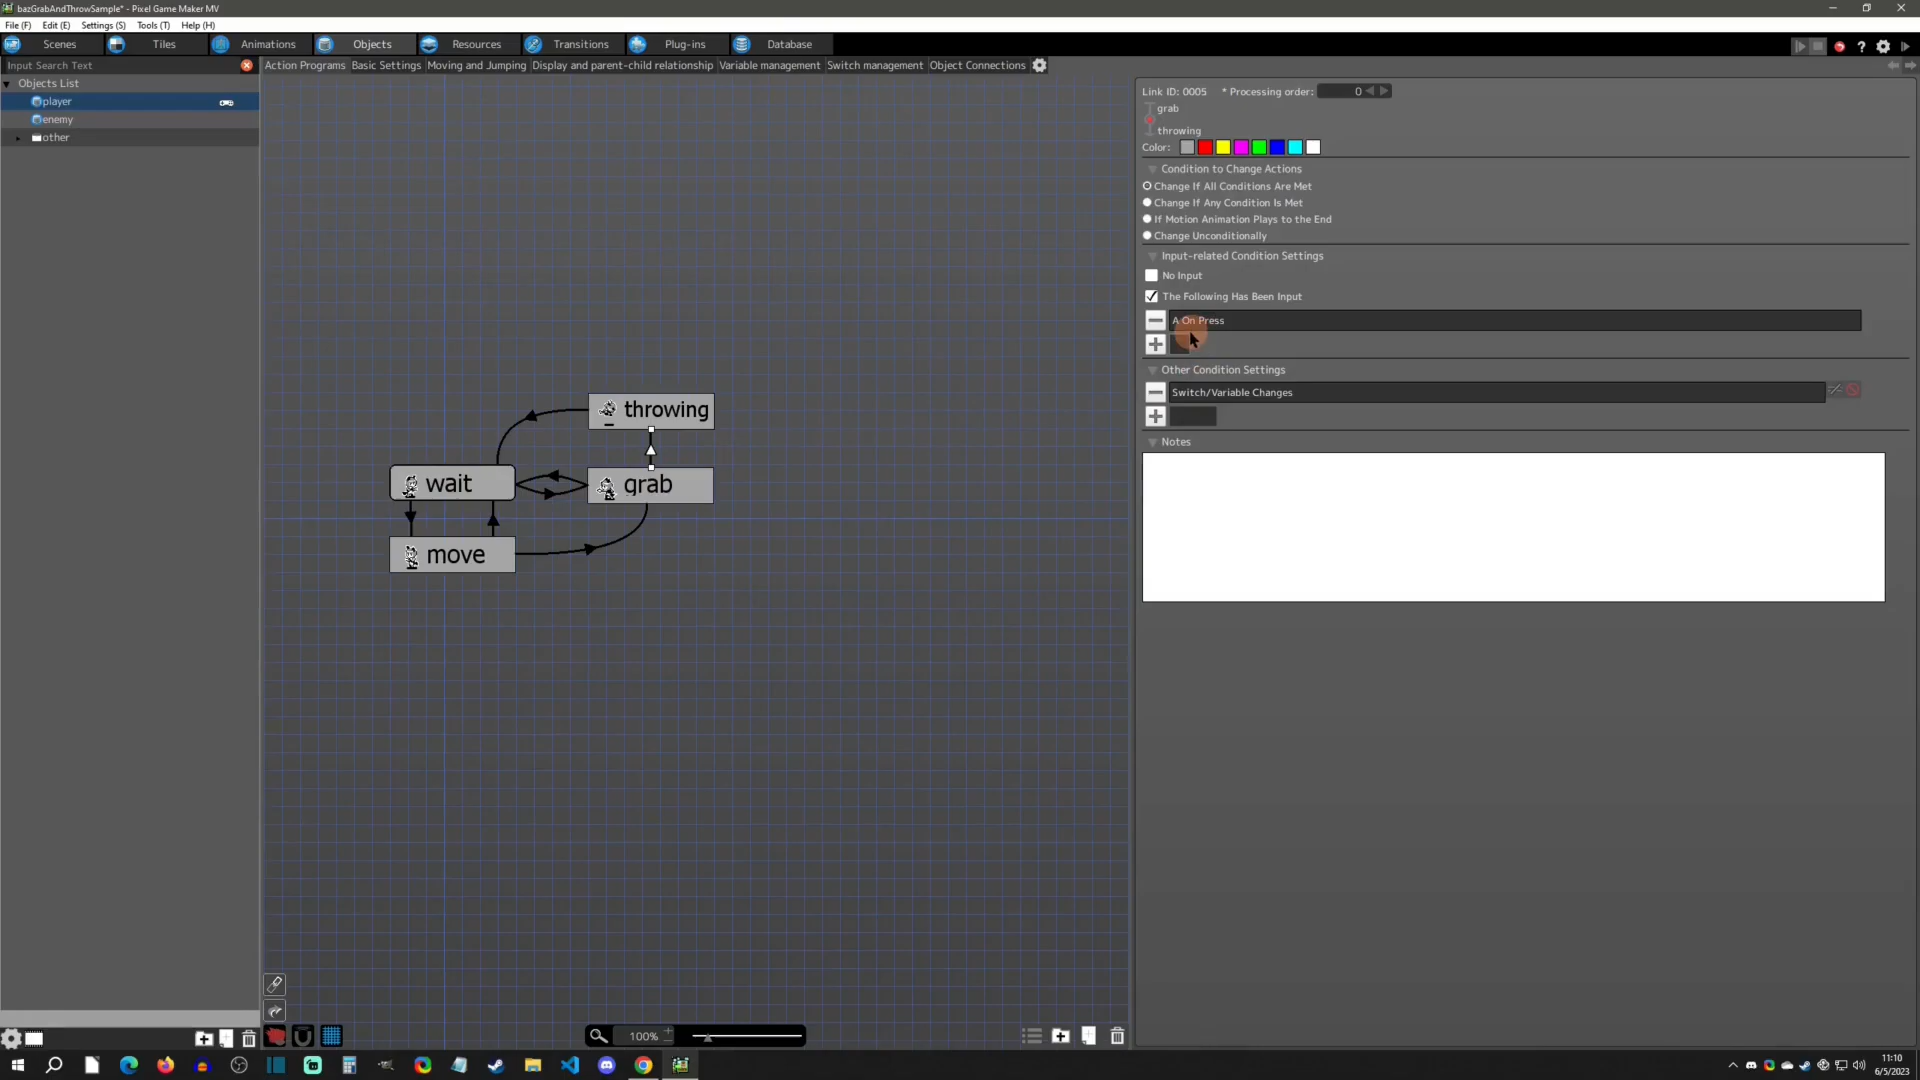 bazGrabAndThrowSample* - Pixel Game Maker MV
File (F) Edit (E) Settings (S) Tools (T) Help (H)
Scenes Tiles Animations Objects Resources Transitions Plug-ins Database
Input Search Text
Action Programs Basic Settings Moving and Jumping Display and parent-child relationship Variable management Switch management Object Connections
Objects List
player
enemy
other
Link ID: 0005 * Processing order: 0
grab
throwing
Color:
Condition to Change Actions
Change If All Conditions Are Met
Change If Any Condition Is Met
If Motion Animation Plays to the End
Change Unconditionally
Input-related Condition Settings
No Input
The Following Has Been Input
A On Press
Other Condition Settings
Switch/Variable Changes
Notes
throwing
wait
grab
move
100%
11:10
6/5/2023